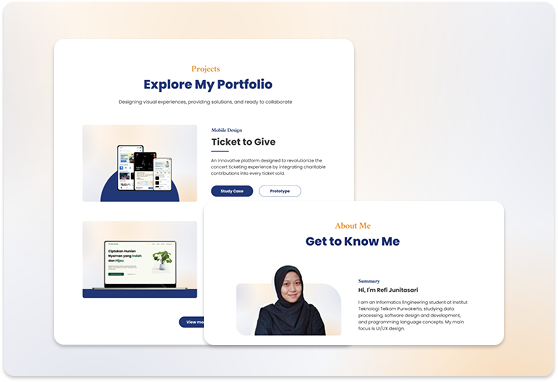 Projects
Explore My Portfolio
Designing visual experiences, providing solutions, and ready to collaborate
Mobile Design
Ticket to Give
An innovative platform designed to revolutionize the
concert ticketing experience by integrating charitable
contributions into every ticket sold.
Study Case
Prototype
Ciptakan Hunian
Nyaman yang Indah
dan Hijau
View mo
About Me
Get to Know Me
Summary
Hi, I'm Refi Junitasari
I am an Informatics Engineering student at Institut
Teknologi Telkom Purwokerto, studying data
processing, software design and development,
and programming language concepts. My main
focus is UI/UX design.